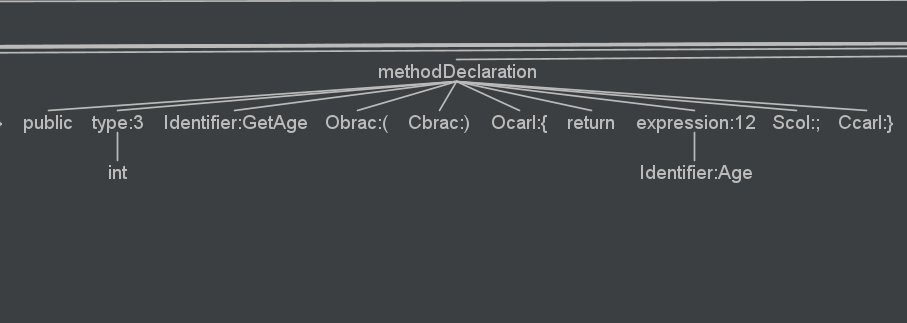 methodDeclaration
public type:3 Identifier:GetAge Obrac:( Cbrac:) Ocarl:{ return expression:12 Scol:; Ccarl:}
int Identifier:Age